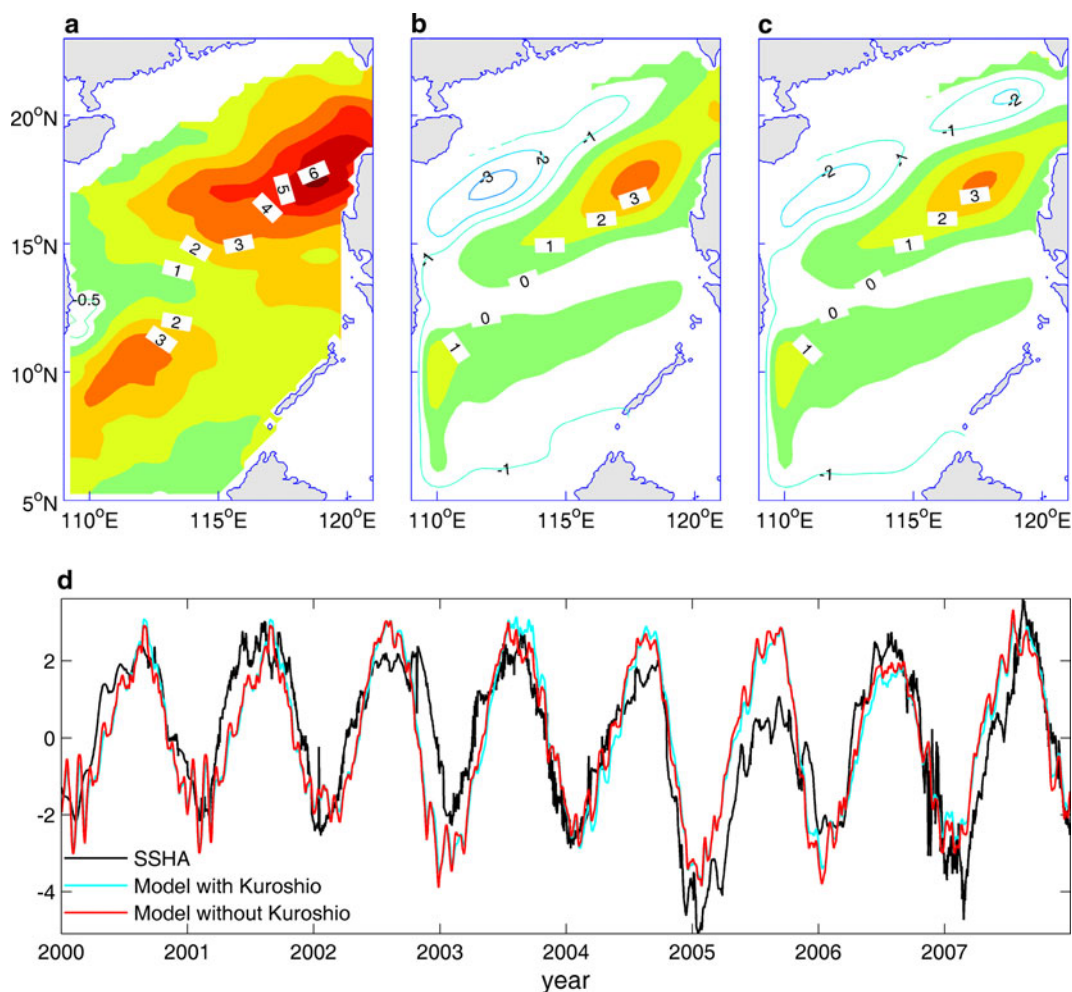 a
b
c
20°N
15°N
10°N
5°N
6
5
4
3
2
1
-0.5
2
3
110°E
115°E
120°E
-1
-2
-3
-1
3
2
1
0
0
1
-1
110°E
115°E
120°E
-2
-1
-1
-2
3
2
1
0
0
1
-1
110°E
115°E
120°E
d
2
0
-2
-4
SSHA
Model with Kuroshio
Model without Kuroshio
2000
2001
2002
2003
2004
2005
2006
2007
year